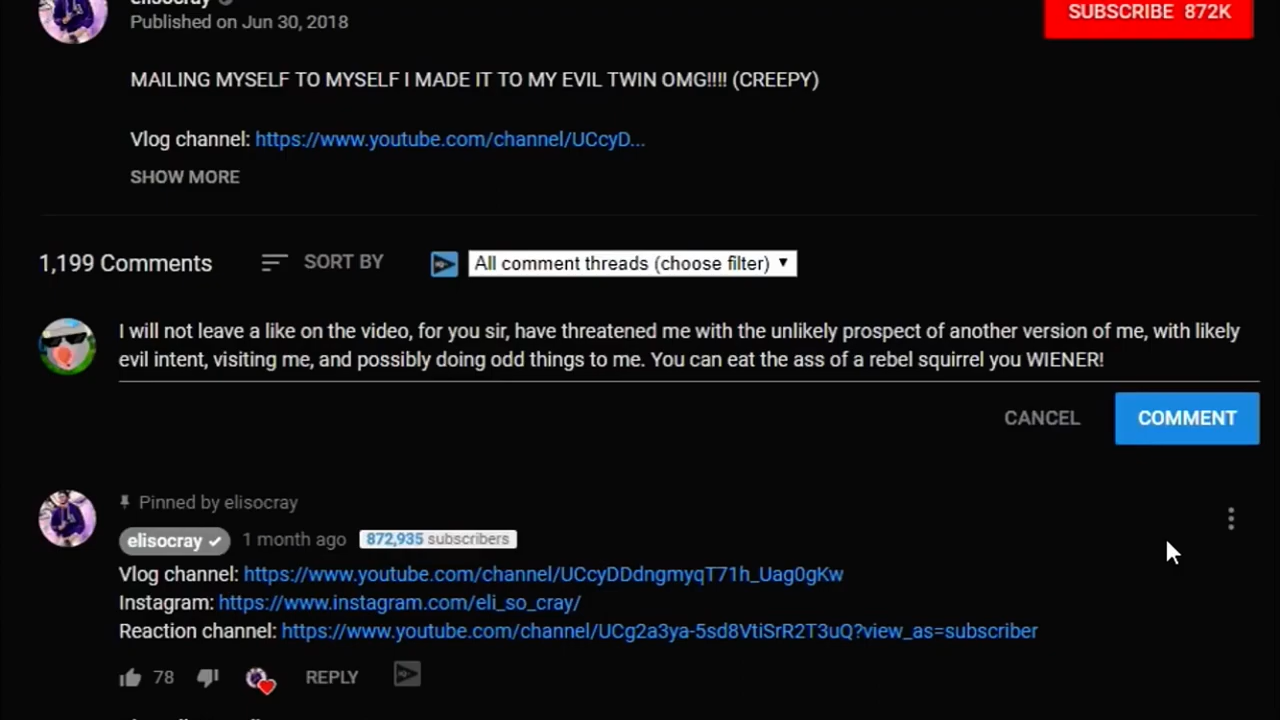 elisocray
Published on Jun 30, 2018
SUBSCRIBE 872K
MAILING MYSELF TO MYSELF I MADE IT TO MY EVIL TWIN OMG!!!! (CREEPY)
Vlog channel: https://www.youtube.com/channel/UCcyD...
SHOW MORE
1,199 Comments
SORT BY
All comment threads (choose filter)
I will not leave a like on the video, for you sir, have threatened me with the unlikely prospect of another version of me, with likely
evil intent, visiting me, and possibly doing odd things to me. You can eat the ass of a rebel squirrel you WIENER!
CANCEL
COMMENT
Pinned by elisocray
elisocray 1 month ago 872,935 subscribers
Vlog channel: https://www.youtube.com/channel/UCcyDDdngmyqT71h_Uag0gKw
Instagram: https://www.instagram.com/eli_so_cray/
Reaction channel: https://www.youtube.com/channel/UCg2a3ya-5sd8VtiSrR2T3uQ?view_as=subscriber
78
REPLY